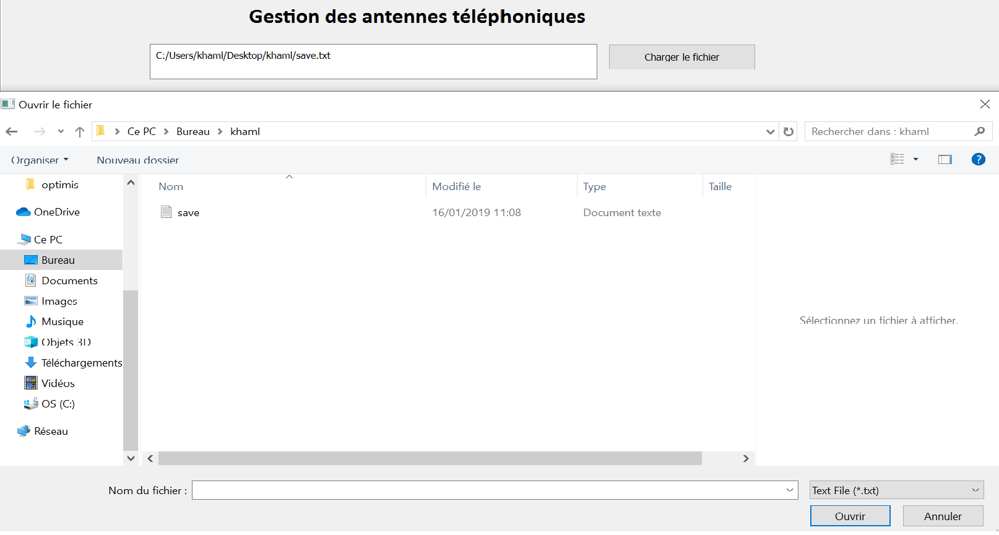 Gestion des antennes téléphoniques
C:/Users/khaml/Desktop/khaml/save.txt
Charger le fichier
Ouvrir le fichier
Ce PC > Bureau > khaml
Rechercher dans : khaml
Organiser
Nouveau dossier
?
optimis
OneDrive
Ce PC
Bureau
Documents
Images
Musique
Objets 3D
Téléchargements
Vidéos
OS (C:)
Réseau
Nom Modifié le Type Taille
save 16/01/2019 11:08 Document texte
Sélectionnez un fichier à afficher.
Nom du fichier :
Text File (*.txt)
Ouvrir
Annuler